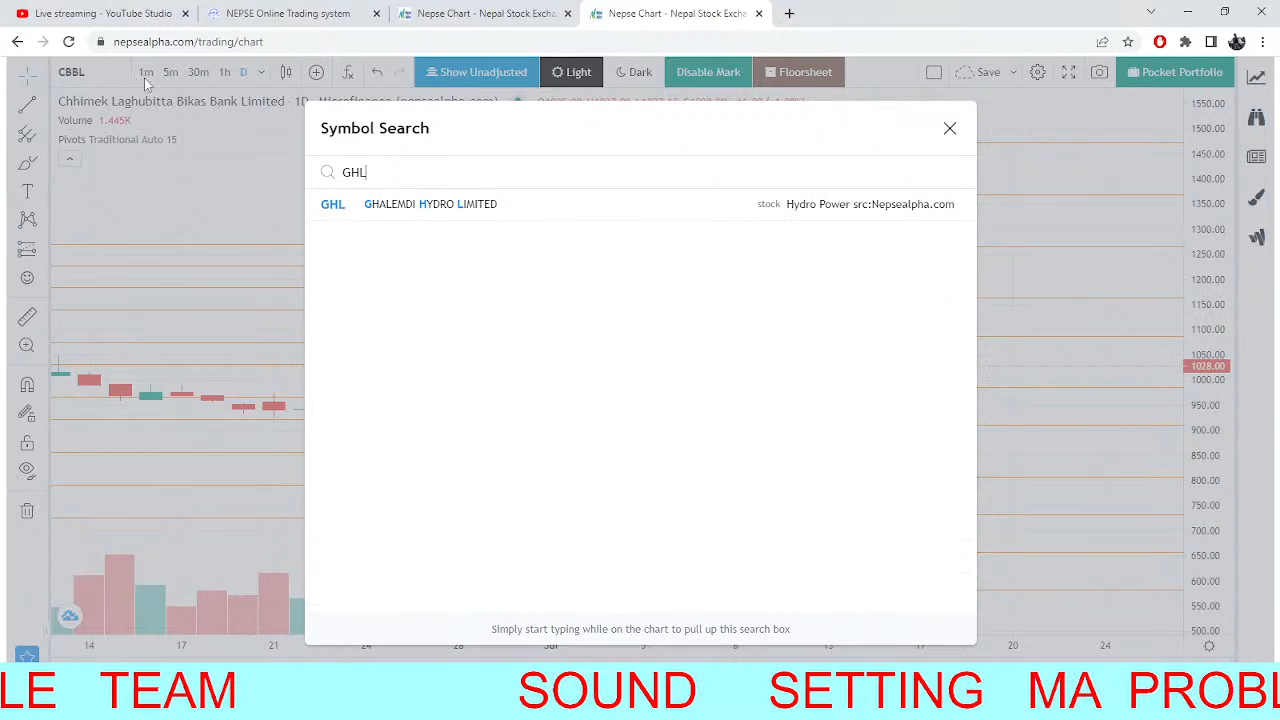 Live streaming - YouTube Studio
NEPSE Online Trading system
Nepse Chart - Nepal Stock Excha
Nepse Chart - Nepal Stock Excha
nepsealpha.com/trading/chart
CBBL 1m 5m 30m 1h D Show Unadjusted Light Dark Disable Mark Floorsheet Save Pocket Portfolio
Chhimek Laghubitta Bikas Bank Limited · 1D
Volume 1.445K
Pivots Traditional Auto 15
Symbol Search
GHL
GHL GHALEMDI HYDRO LIMITED stock Hydro Power src:Nepsealpha.com
Simply start typing while on the chart to pull up this search box
1550.00
1500.00
1450.00
1400.00
1350.00
1300.00
1250.00
1200.00
1150.00
1100.00
1050.00
1028.00
1000.00
950.00
900.00
850.00
800.00
750.00
700.00
650.00
600.00
550.00
500.00
14 17 21 24 28 20 24
LE TEAM SOUND SETTING MA PROBL